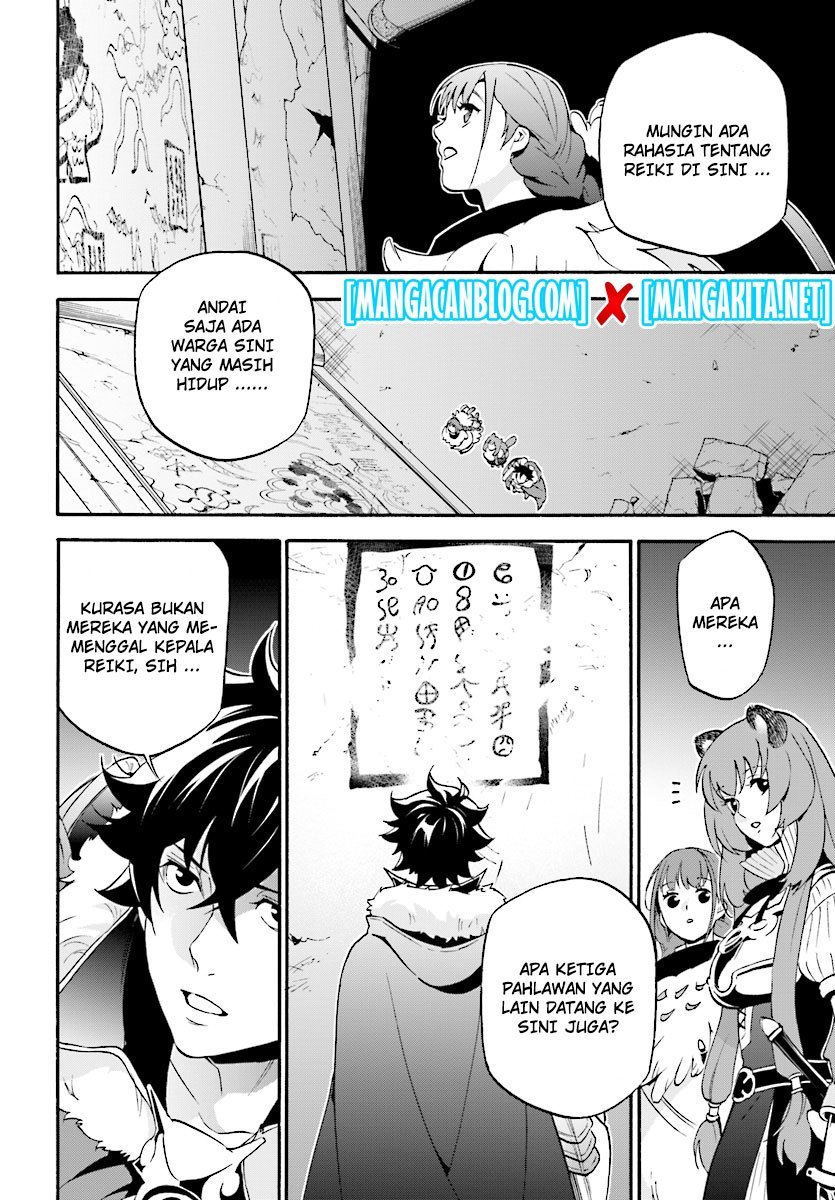 MUNGIN ADA
RAHASIA TENTANG
REIKI DI SINI ...
[MANGACANBLOG.COM] X [MANGAKITA.NET]
ANDAI
SAJA ADA
WARGA SINI
YANG MASIH
HIDUP ......
APA
MEREKA
...
APA KETIGA
PAHLAWAN YANG
LAIN DATANG KE
SINI JUGA?
KURASA BUKAN
MEREKA YANG ME-
MENGGAL KEPALA
REIKI, SIH ...